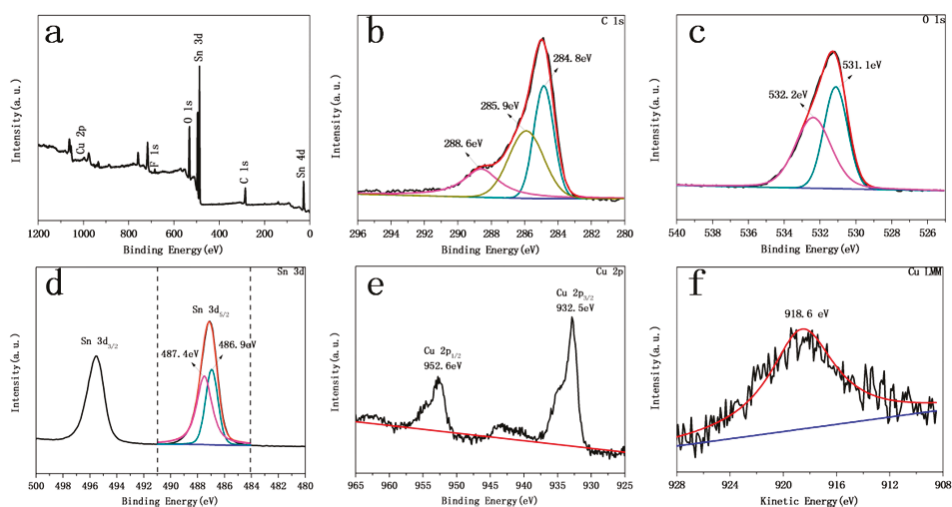 a
Sn 3d
O 1s
Cu 2p
F 1s
C 1s
Sn 4d
Intensity(a.u.)
1200 1000 800 600 400 200 0
Binding Energy(eV)
b
C 1s
284.8eV
285.9eV
288.6eV
Intensity(a.u.)
296 294 292 290 288 286 284 282 280
Binding Energy(eV)
c
O 1s
531.1eV
532.2eV
Intensity(a.u.)
540 538 536 534 532 530 528 526
Binding Energy(eV)
d
Sn 3d
Sn 3d5/2
Sn 3d3/2
487.4eV
486.9eV
Intensity(a.u.)
500 498 496 494 492 490 488 486 484 482 480
Binding Energy(eV)
e
Cu 2p
Cu 2p3/2
932.5eV
Cu 2p1/2
952.6eV
Intensity(a.u.)
965 960 955 950 945 940 935 930 925
Binding Energy(eV)
f
Cu LMM
918.6 eV
Intensity(a.u.)
928 924 920 916 912 908
Kinetic Energy(eV)